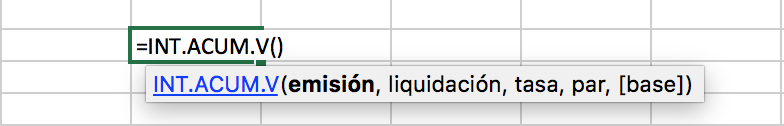 =INT.ACUM.V()
INT.ACUM.V(emisión, liquidación, tasa, par, [base])